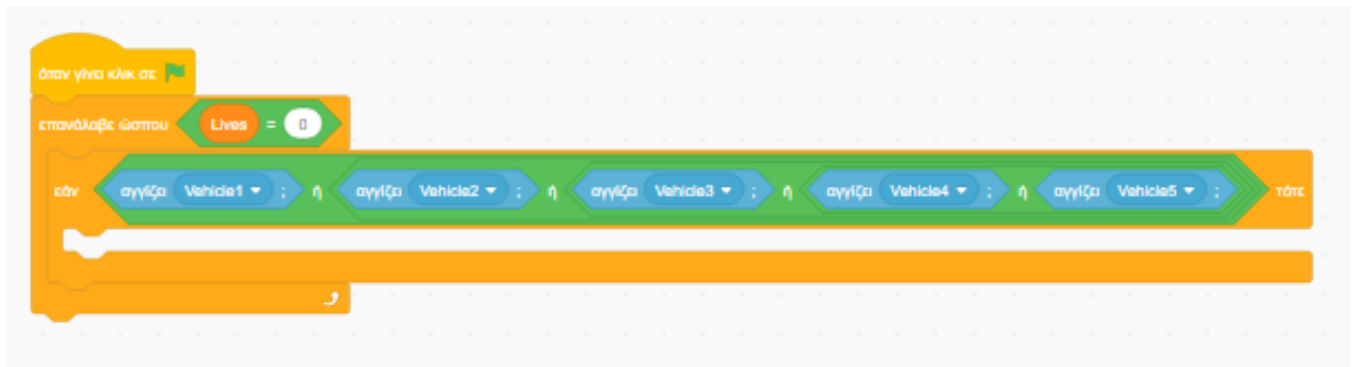 όταν γίνει κλικ σε
επανάλαβε ώσπου Lives = 0
εάν αγγίζει Vehicle1 ; ή αγγίζει Vehicle2 ; ή αγγίζει Vehicle3 ; ή αγγίζει Vehicle4 ; ή αγγίζει Vehicle5 ; τότε